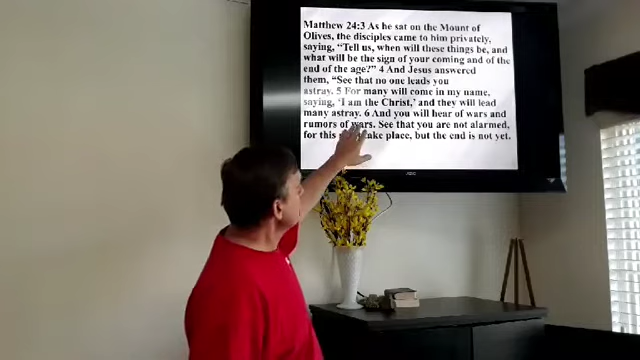 Matthew 24:3 As he sat on the Mount of
Olives, the disciples came to him privately,
saying, “Tell us, when will these things be, and
what will be the sign of your coming and of the
end of the age?” 4 And Jesus answered
them, “See that no one leads you
astray. 5 For many will come in my name,
saying, ‘I am the Christ,’ and they will lead
many astray. 6 And you will hear of wars and
rumors of wars. See that you are not alarmed,
for this take place, but the end is not yet.
AOC